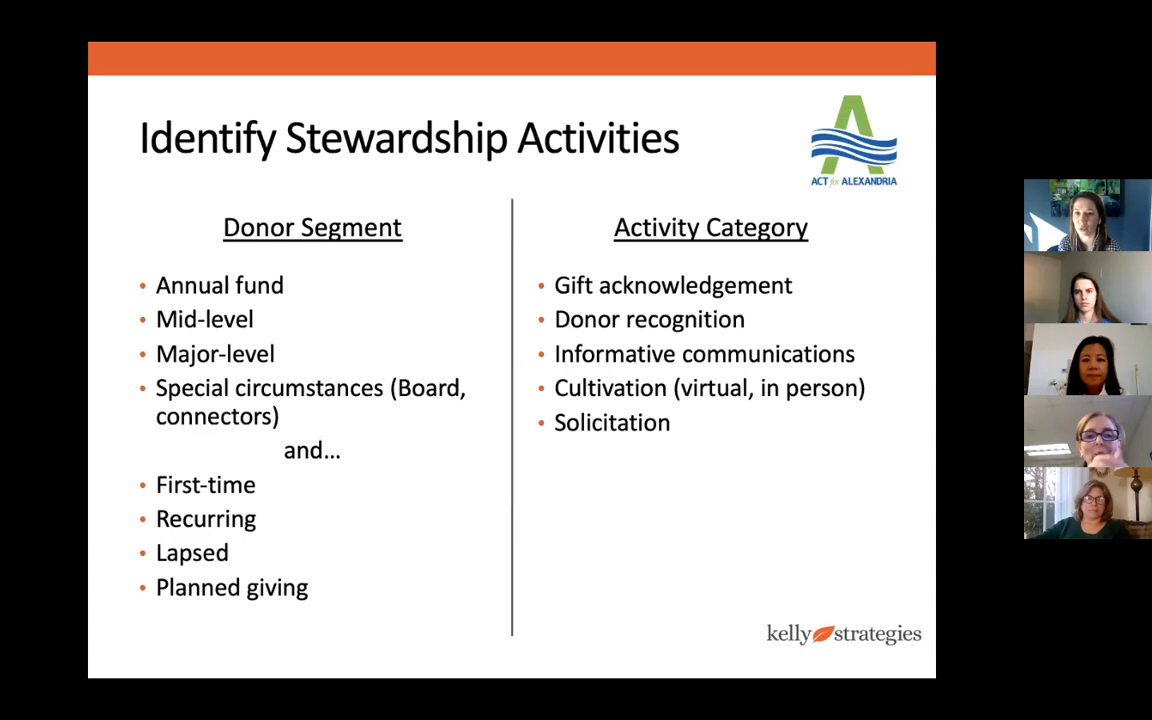 Identify Stewardship Activities
ACT for ALEXANDRIA
Donor Segment
• Annual fund
• Mid-level
• Major-level
• Special circumstances (Board,
connectors)
and...
• First-time
• Recurring
• Lapsed
• Planned giving
Activity Category
• Gift acknowledgement
• Donor recognition
• Informative communications
• Cultivation (virtual, in person)
• Solicitation
kelly strategies